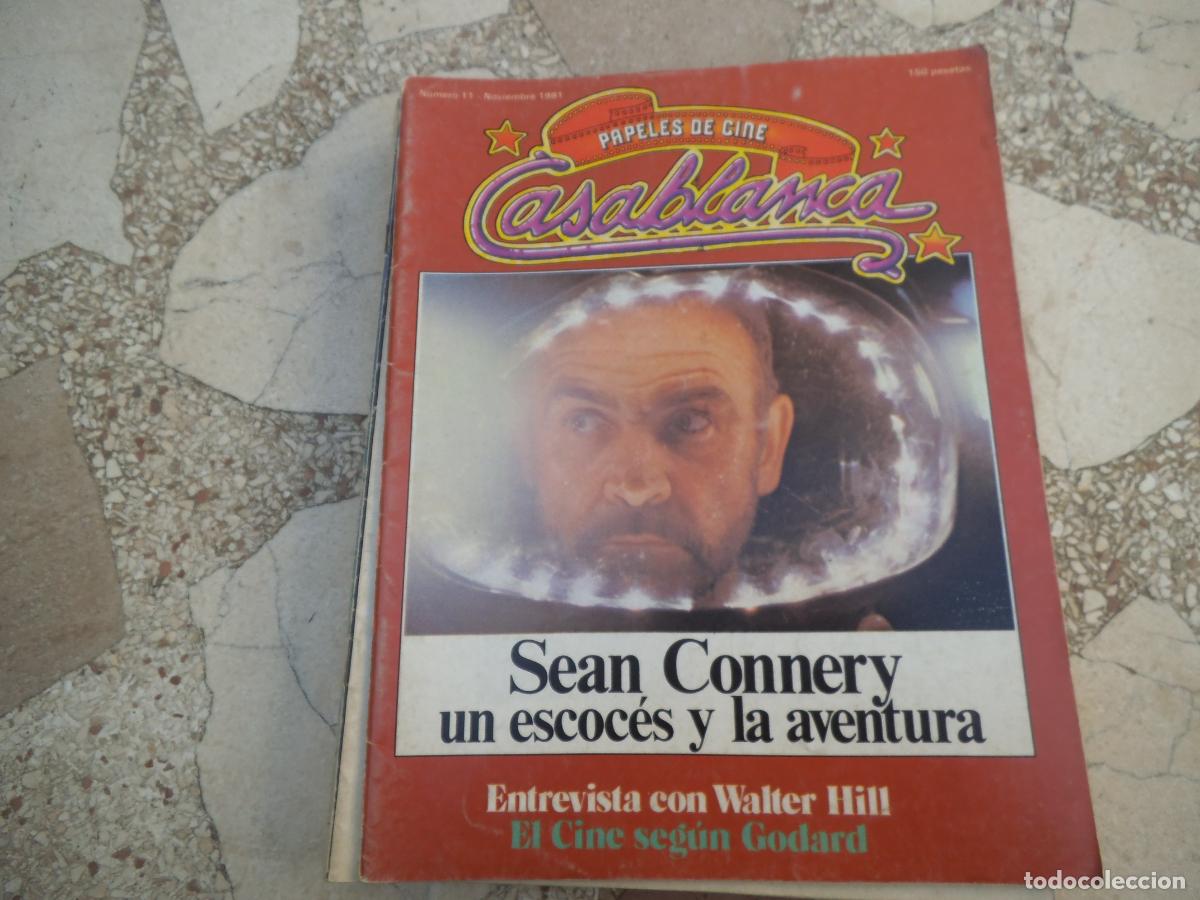 Número 11 - Noviembre 1981
150 pesetas
PAPELES DE CINE
Casablanca
Sean Connery
un escocés y la aventura
Entrevista con Walter Hill
El Cine según Godard
todocoleccion